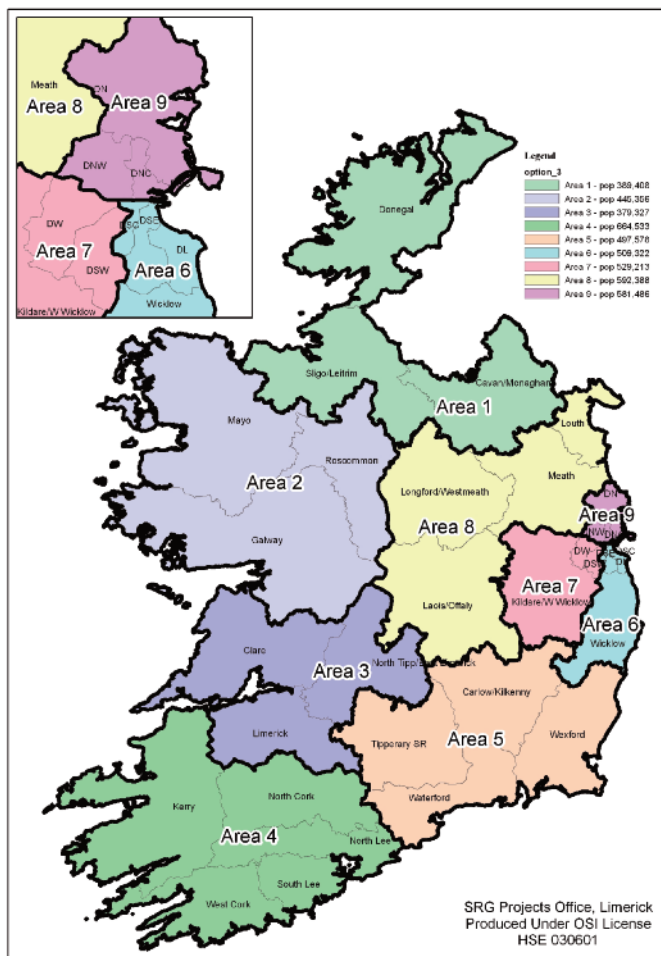 Meath
DN
Area 9
Area 8
DNW
DNC
DSE
DW
DL
Area 7
DSW
Area 6
Kildare/W Wicklow
Wicklow
Legend
option_3
Area 1 - pop 389,408
Area 2 - pop 445,356
Area 3 - pop 379,327
Area 4 - pop 664,533
Area 5 - pop 497,578
Area 6 - pop 509,322
Area 7 - pop 529,213
Area 8 - pop 592,388
Area 9 - pop 581,486
Donegal
Sligo/Leitrim
Cavan/Monaghan
Area 1
Mayo
Louth
Roscommon
Meath
Longford/Westmeath
Area 2
DN
Area 9
Galway
Area 8
DW
Area 7
Laois/Offaly
Kildare/W Wicklow
Area 6
Wicklow
Clare
North Tipp/
Area 3
Carlow/Kilkenny
Limerick
Wexford
Tipperary SR
Area 5
Waterford
Kerry
North Cork
Area 4
North Lee
South Lee
West Cork
SRG Projects Office, Limerick
Produced Under OSI License
HSE 030601